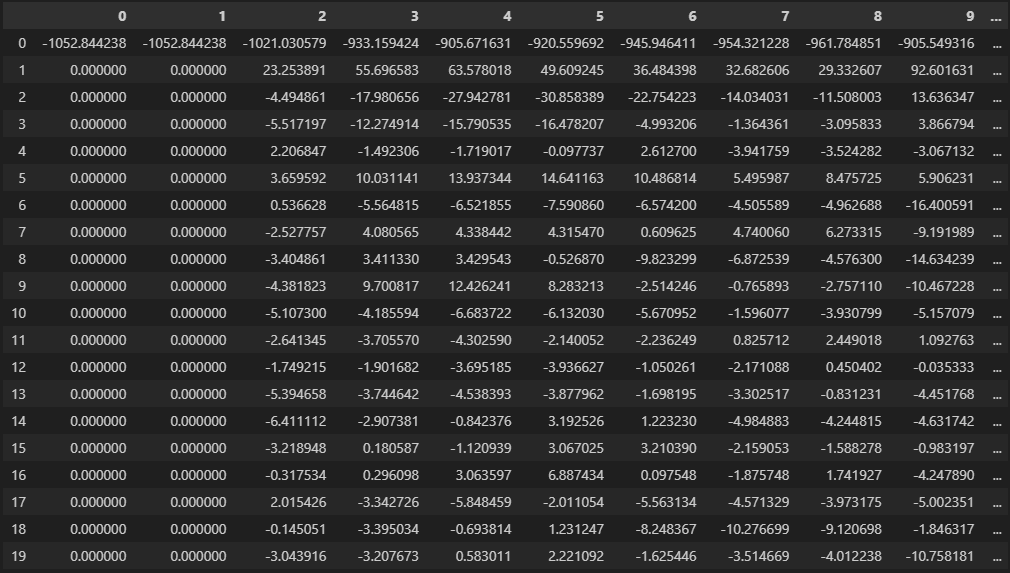 0 1 2 3 4 5 6 7 8 9 ...
0 -1052.844238 -1052.844238 -1021.030579 -933.159424 -905.671631 -920.559692 -945.946411 -954.321228 -961.784851 -905.549316 ...
1 0.000000 0.000000 23.253891 55.696583 63.578018 49.609245 36.484398 32.682606 29.332607 92.601631 ...
2 0.000000 0.000000 -4.494861 -17.980656 -27.942781 -30.858389 -22.754223 -14.034031 -11.508003 13.636347 ...
3 0.000000 0.000000 -5.517197 -12.274914 -15.790535 -16.478207 -4.993206 -1.364361 -3.095833 3.866794 ...
4 0.000000 0.000000 2.206847 -1.492306 -1.719017 -0.097737 2.612700 -3.941759 -3.524282 -3.067132 ...
5 0.000000 0.000000 3.659592 10.031141 13.937344 14.641163 10.486814 5.495987 8.475725 5.906231 ...
6 0.000000 0.000000 0.536628 -5.564815 -6.521855 -7.590860 -6.574200 -4.505589 -4.962688 -16.400591 ...
7 0.000000 0.000000 -2.527757 4.080565 4.338442 4.315470 0.609625 4.740060 6.273315 -9.191989 ...
8 0.000000 0.000000 -3.404861 3.411330 3.429543 -0.526870 -9.823299 -6.872539 -4.576300 -14.634239 ...
9 0.000000 0.000000 -4.381823 9.700817 12.426241 8.283213 -2.514246 -0.765893 -2.757110 -10.467228 ...
10 0.000000 0.000000 -5.107300 -4.185594 -6.683722 -6.132030 -5.670952 -1.596077 -3.930799 -5.157079 ...
11 0.000000 0.000000 -2.641345 -3.705570 -4.302590 -2.140052 -2.236249 0.825712 2.449018 1.092763 ...
12 0.000000 0.000000 -1.749215 -1.901682 -3.695185 -3.936627 -1.050261 -2.171088 0.450402 -0.035333 ...
13 0.000000 0.000000 -5.394658 -3.744642 -4.538393 -3.877962 -1.698195 -3.302517 -0.831231 -4.451768 ...
14 0.000000 0.000000 -6.411112 -2.907381 -0.842376 3.192526 1.223230 -4.984883 -4.244815 -4.631742 ...
15 0.000000 0.000000 -3.218948 0.180587 -1.120939 3.067025 3.210390 -2.159053 -1.588278 -0.983197 ...
16 0.000000 0.000000 -0.317534 0.296098 3.063597 6.887434 0.097548 -1.875748 1.741927 -4.247890 ...
17 0.000000 0.000000 2.015426 -3.342726 -5.848459 -2.011054 -5.563134 -4.571329 -3.973175 -5.002351 ...
18 0.000000 0.000000 -0.145051 -3.395034 -0.693814 1.231247 -8.248367 -10.276699 -9.120698 -1.846317 ...
19 0.000000 0.000000 -3.043916 -3.207673 0.583011 2.221092 -1.625446 -3.514669 -4.012238 -10.758181 ...